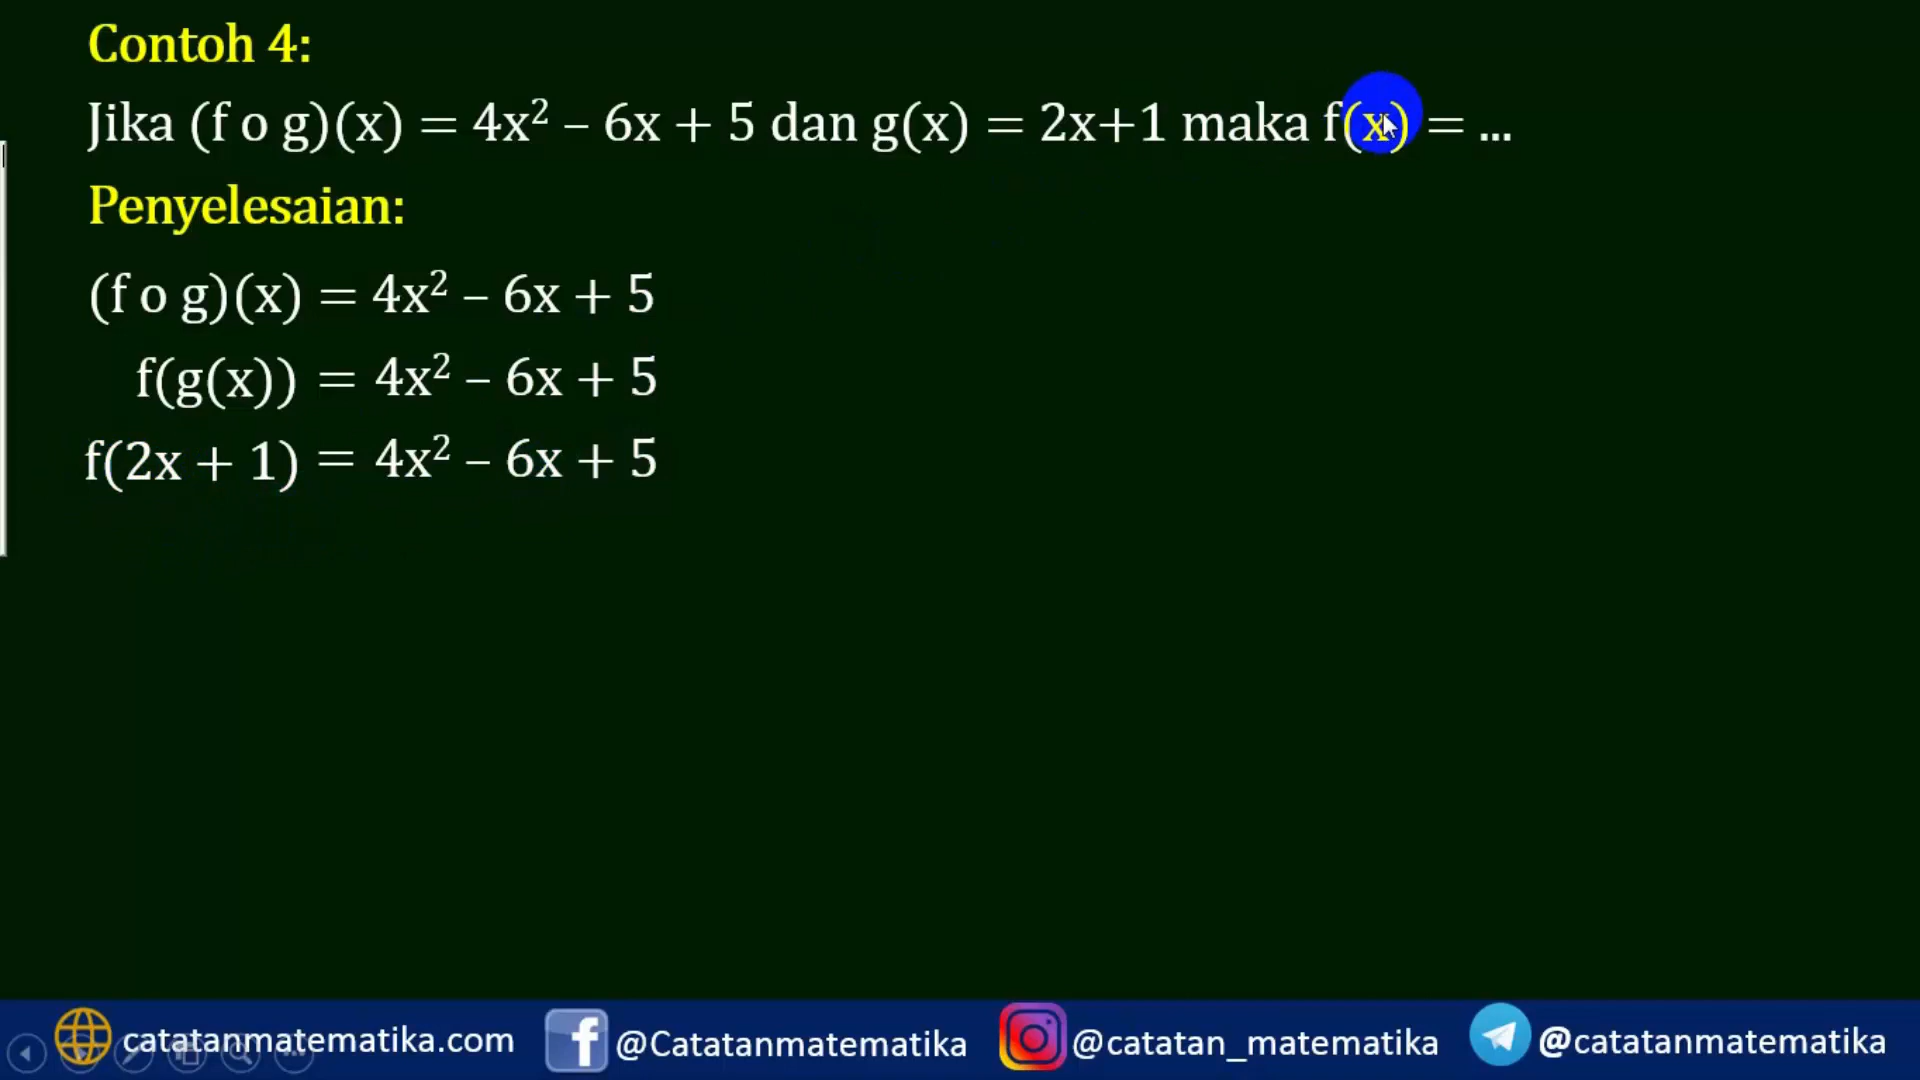 Contoh 4:
Jika (f o g)(x) = 4x² – 6x + 5 dan g(x) = 2x+1 maka f(x) = ...
Penyelesaian:
(f o g)(x) = 4x² – 6x + 5
f(g(x)) = 4x² – 6x + 5
f(2x + 1) = 4x² – 6x + 5
catatanmatematika.com @Catatanmatematika @catatan_matematika @catatanmatematika